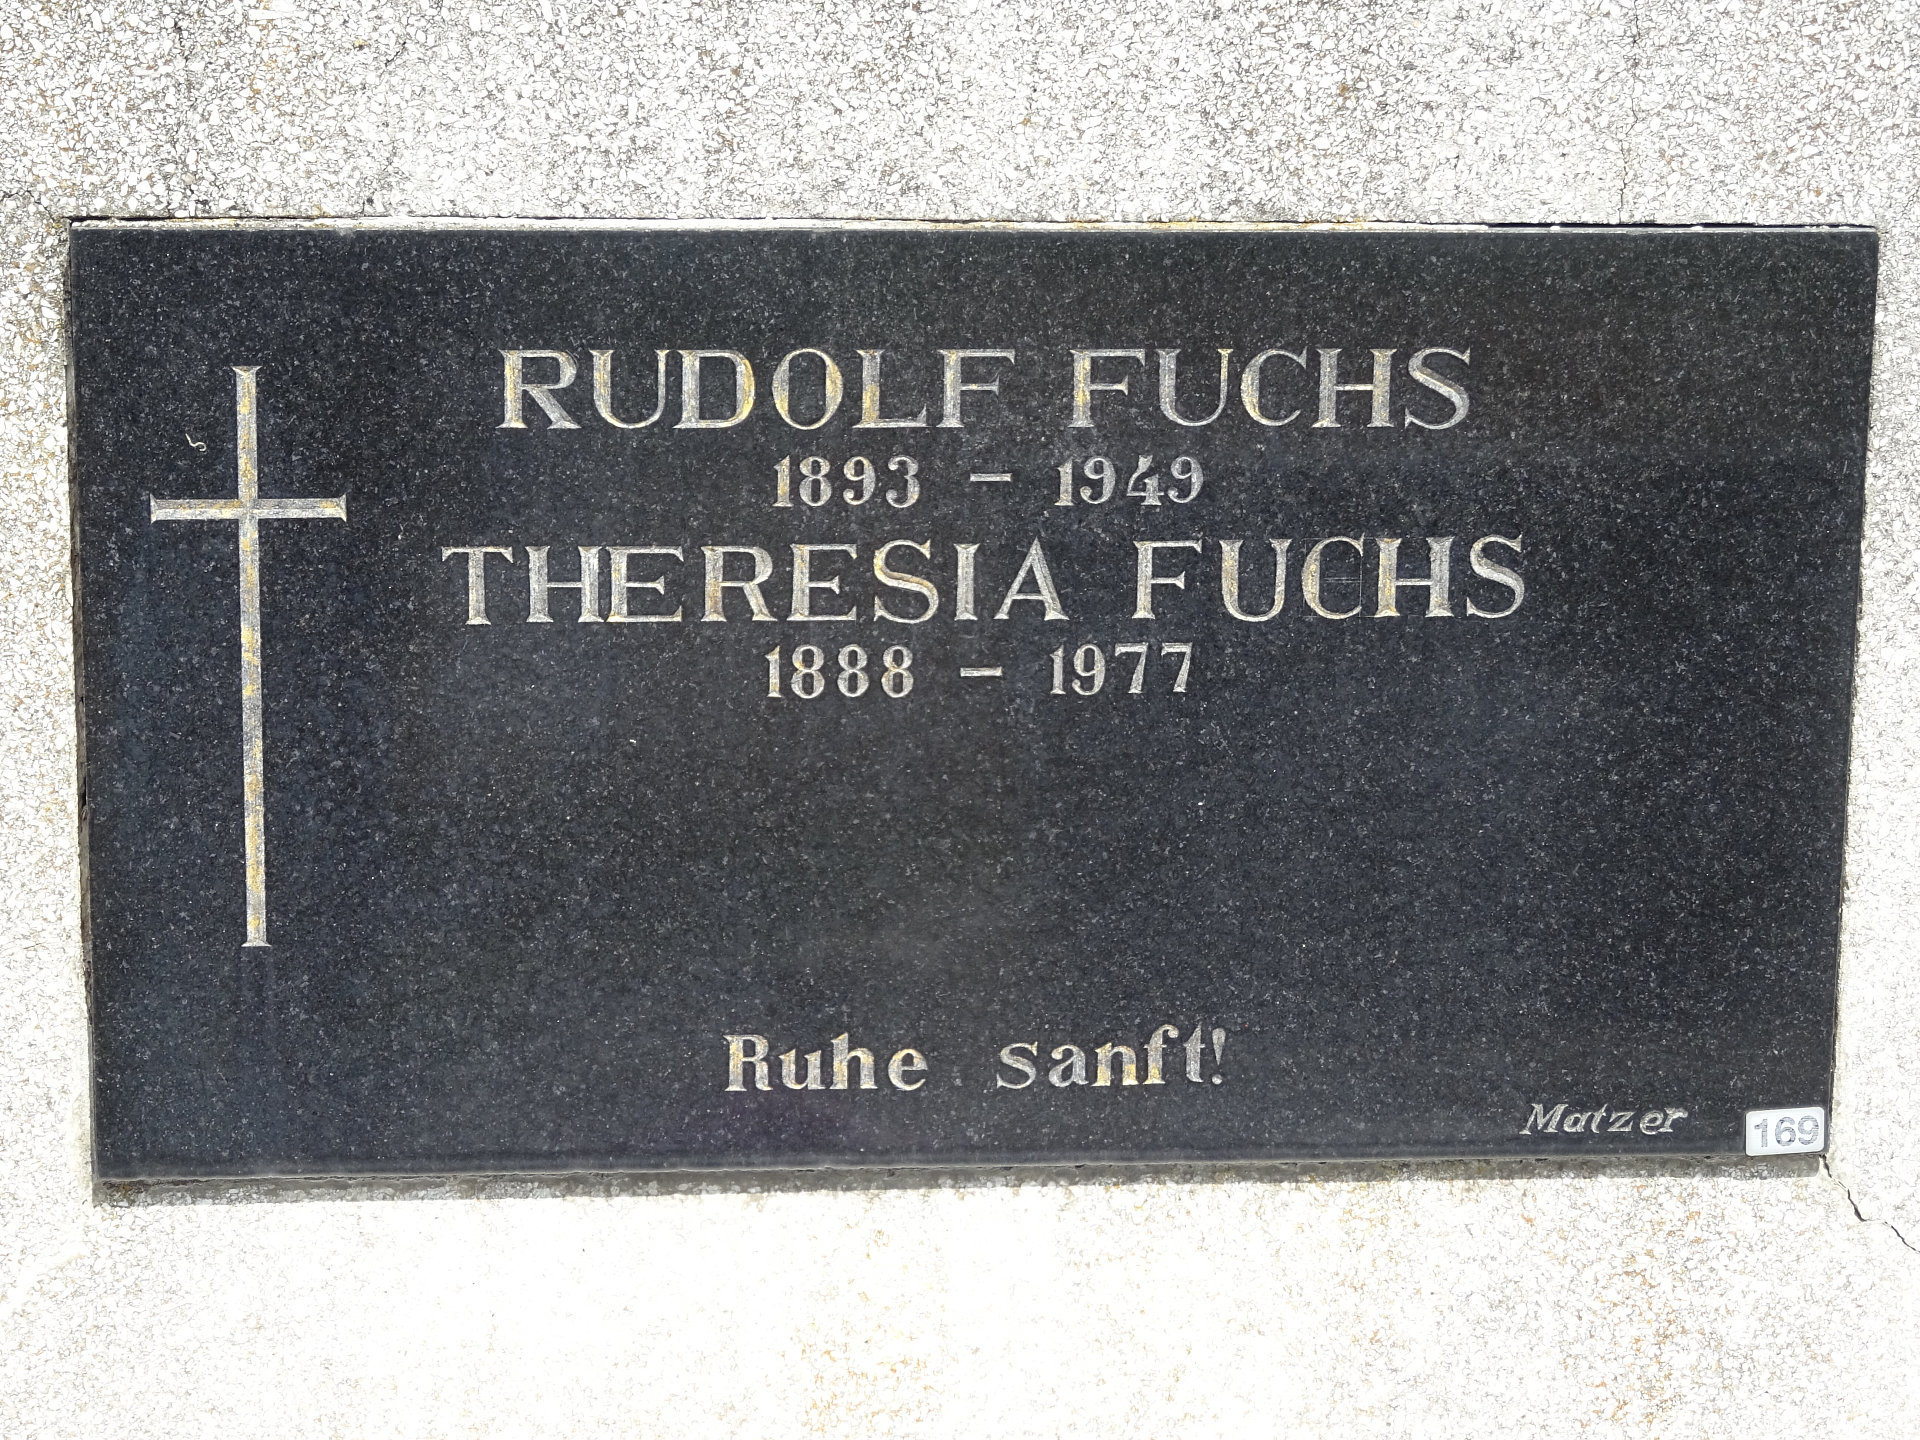 RUDOLF FUCHS
1893 – 1949
THERESIA FUCHS
1888 – 1977
Ruhe sanft!
Matzer
169